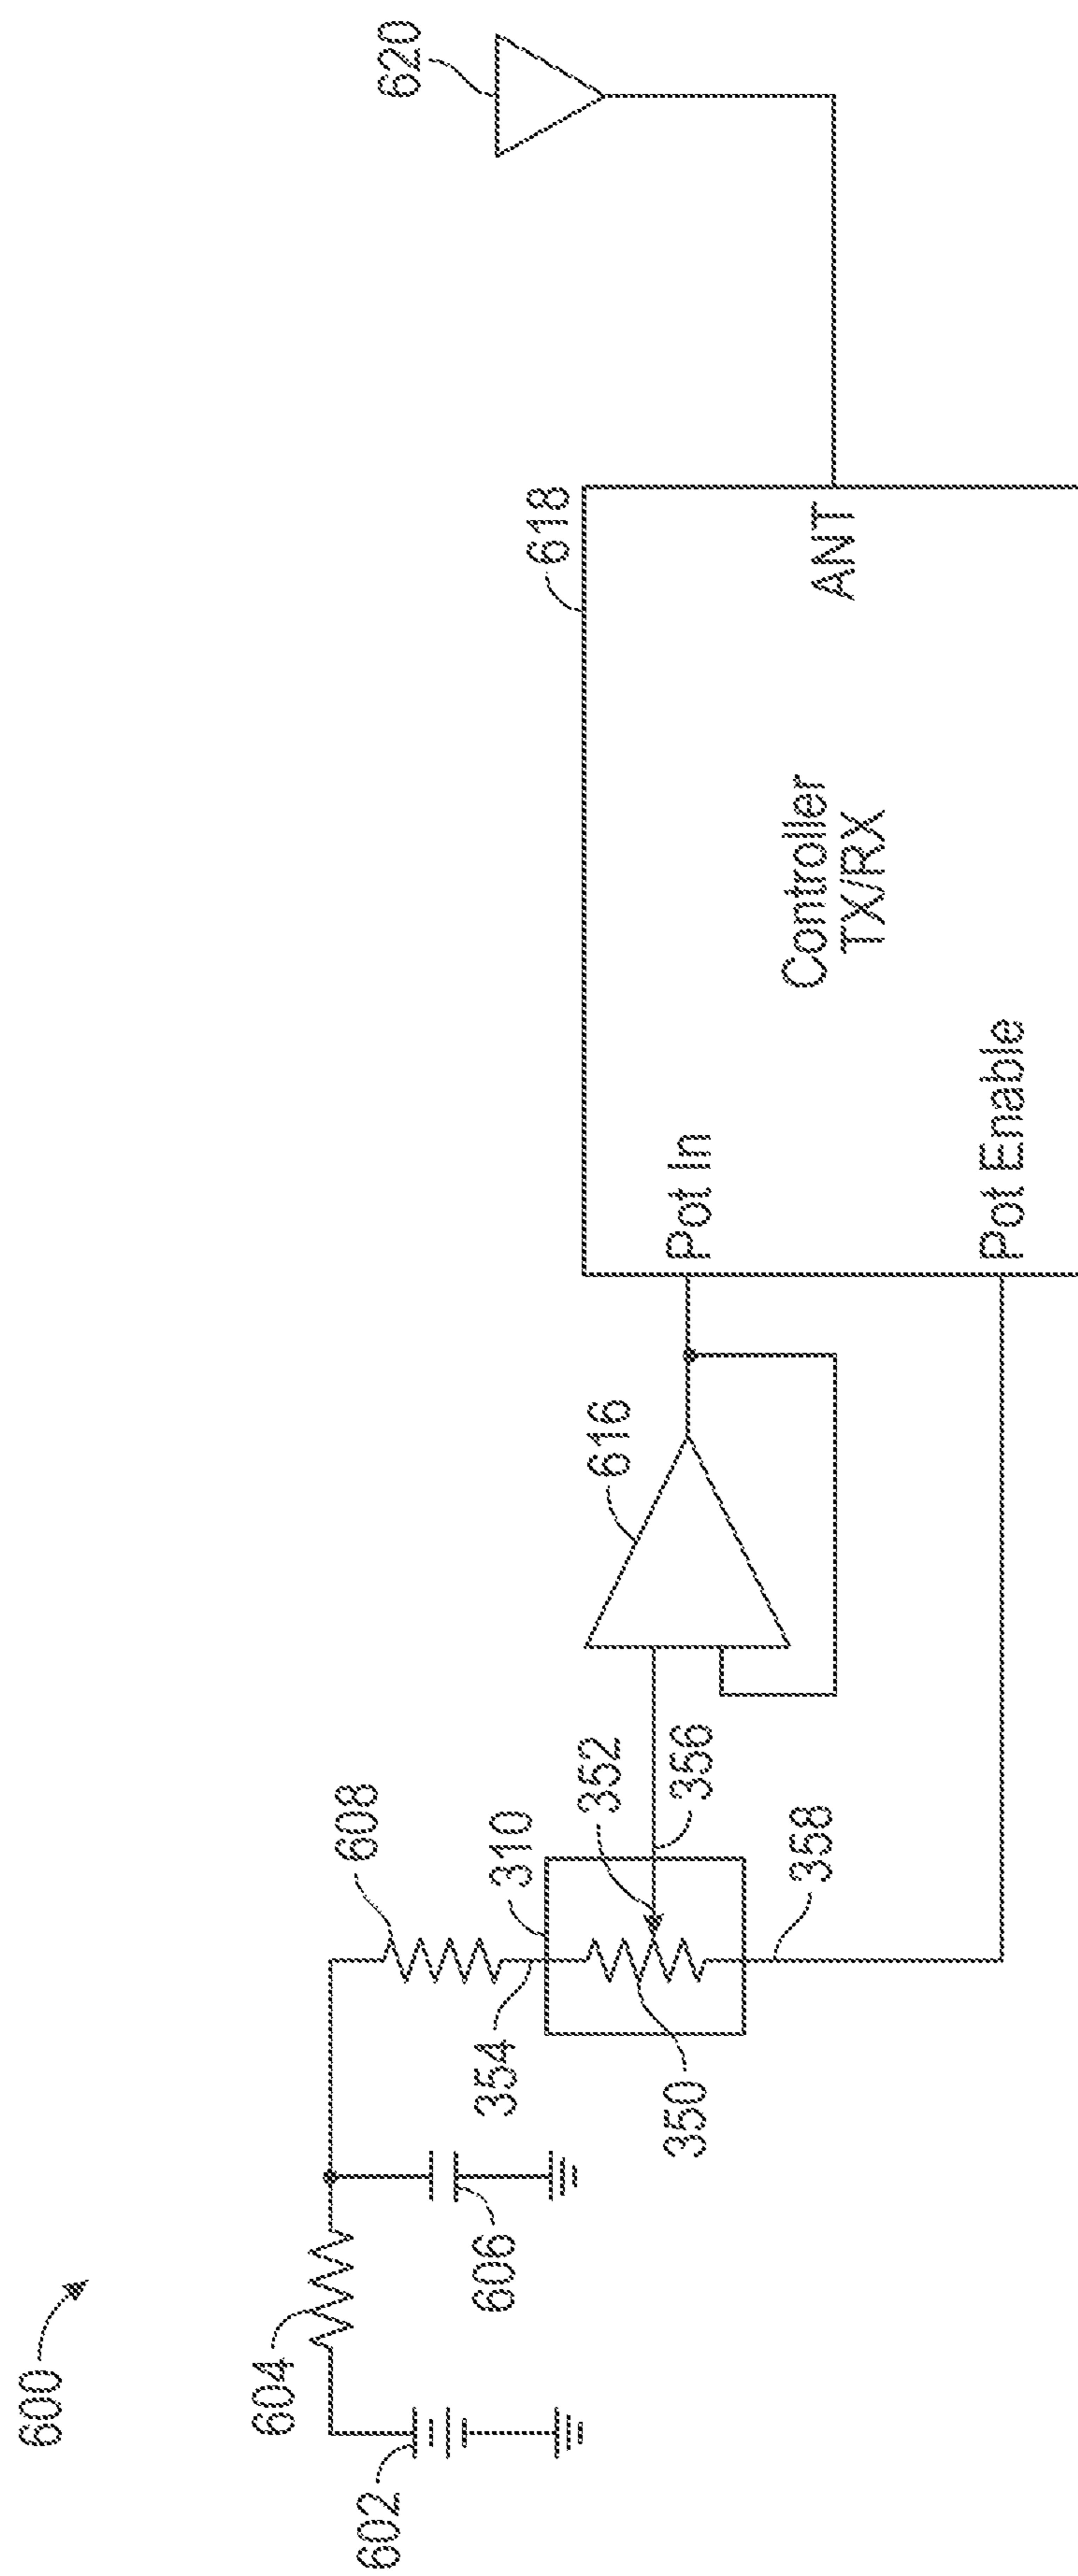 600
602
604
606
608
354
310
350
352
356
358
616
618
Pot In
Pot Enable
Controller
TX/RX
ANT
620